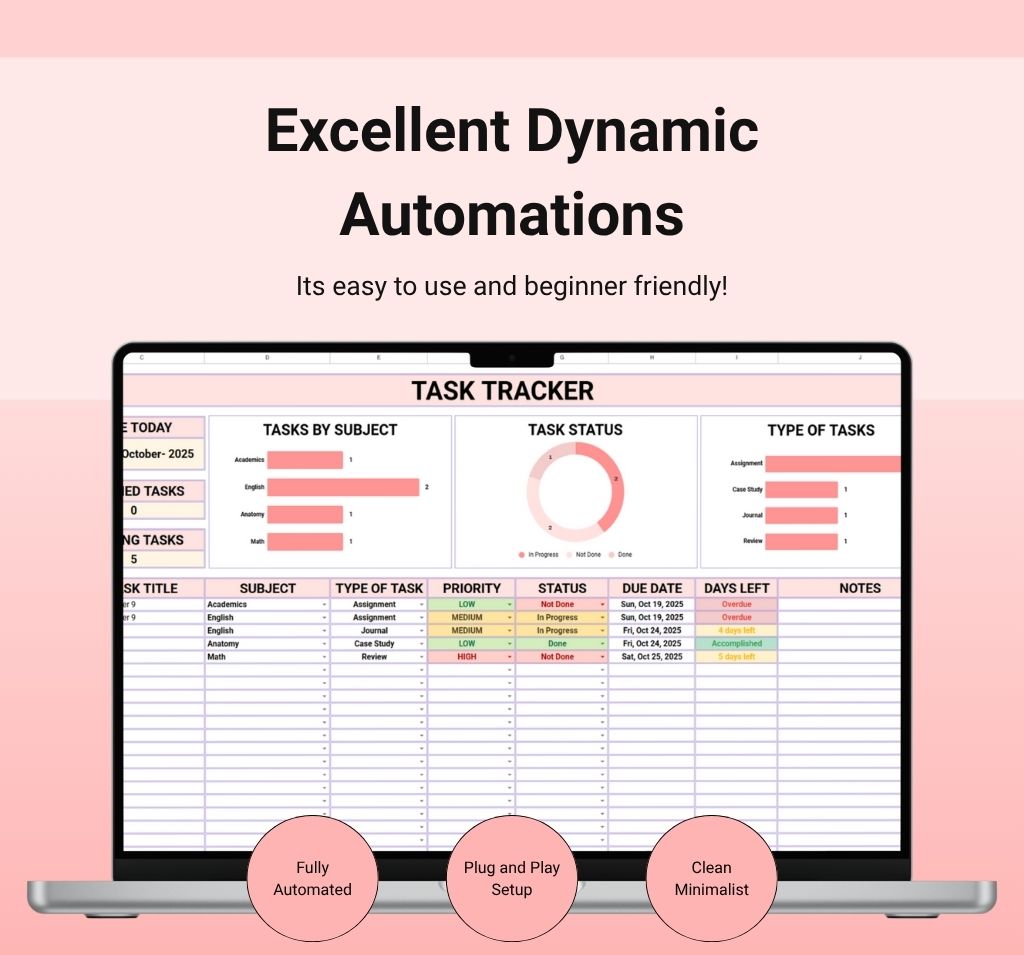 Excellent Dynamic
Automations
Its easy to use and beginner friendly!
C D E G H I J
TASK TRACKER
E TODAY
October- 2025
ED TASKS
0
NG TASKS
5
TASKS BY SUBJECT
Academics 1
English 2
Anatomy 1
Math 1
TASK STATUS
1
2
2
In Progress Not Done Done
TYPE OF TASKS
Assignment
Case Study 1
Journal 1
Review 1
SK TITLE SUBJECT TYPE OF TASK PRIORITY STATUS DUE DATE DAYS LEFT NOTES
er 9 Academics Assignment LOW Not Done Sun, Oct 19, 2025 Overdue
er 9 English Assignment MEDIUM In Progress Sun, Oct 19, 2025 Overdue
English Journal MEDIUM In Progress Fri, Oct 24, 2025 4 days left
Anatomy Case Study LOW Done Fri, Oct 24, 2025 Accomplished
Math Review HIGH Not Done Sat, Oct 25, 2025 5 days left
Fully
Automated
Plug and Play
Setup
Clean
Minimalist